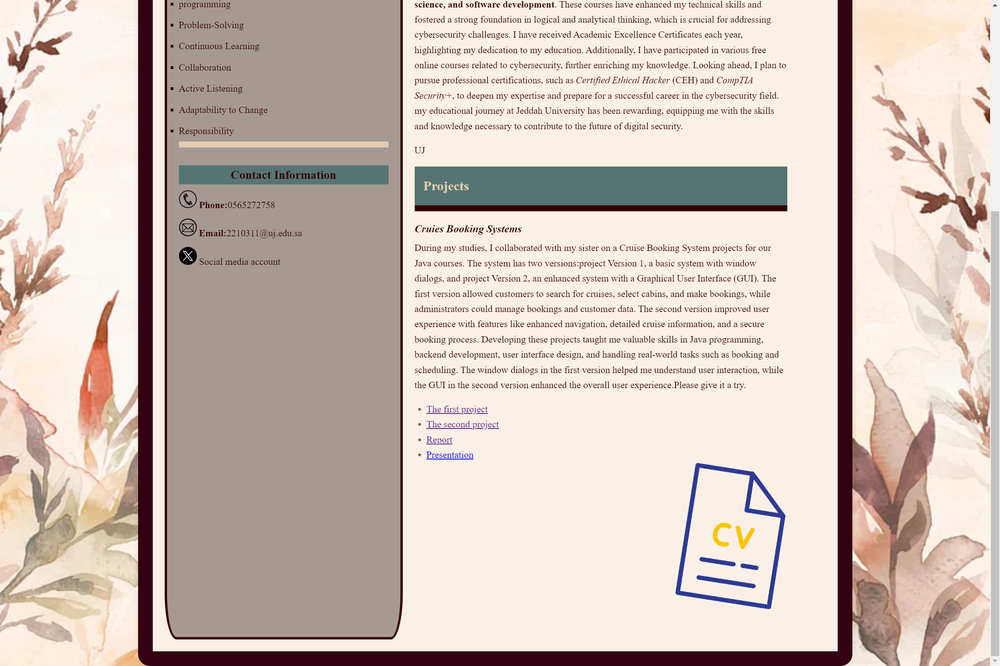 programming
Problem-Solving
Continuous Learning
Collaboration
Active Listening
Adaptability to Change
Responsibility
Contact Information
Phone:0565272758
Email:2210311@uj.edu.sa
Social media account
science, and software development. These courses have enhanced my technical skills and
fostered a strong foundation in logical and analytical thinking, which is crucial for addressing
cybersecurity challenges. I have received Academic Excellence Certificates each year,
highlighting my dedication to my education. Additionally, I have participated in various free
online courses related to cybersecurity, further enriching my knowledge. Looking ahead, I plan to
pursue professional certifications, such as Certified Ethical Hacker (CEH) and CompTIA
Security+, to deepen my expertise and prepare for a successful career in the cybersecurity field.
my educational journey at Jeddah University has been rewarding, equipping me with the skills
and knowledge necessary to contribute to the future of digital security.
UJ
Projects
Cruies Booking Systems
During my studies, I collaborated with my sister on a Cruise Booking System projects for our
Java courses. The system has two versions:project Version 1, a basic system with window
dialogs, and project Version 2, an enhanced system with a Graphical User Interface (GUI). The
first version allowed customers to search for cruises, select cabins, and make bookings, while
administrators could manage bookings and customer data. The second version improved user
experience with features like enhanced navigation, detailed cruise information, and a secure
booking process. Developing these projects taught me valuable skills in Java programming,
backend development, user interface design, and handling real-world tasks such as booking and
scheduling. The window dialogs in the first version helped me understand user interaction, while
the GUI in the second version enhanced the overall user experience.Please give it a try.
The first project
The second project
Report
Presentation
CV